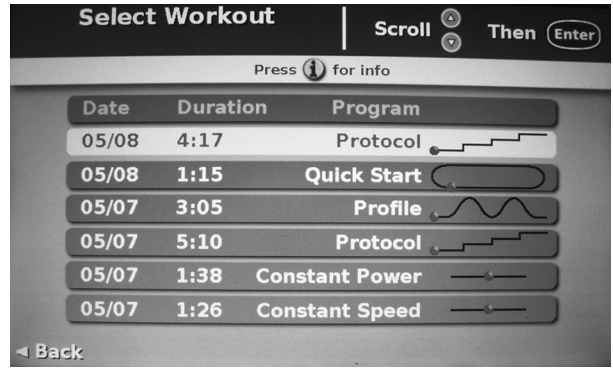 Select Workout
Scroll Then Enter
Press i for info
Date Duration Program
05/08 4:17 Protocol
05/08 1:15 Quick Start
05/07 3:05 Profile
05/07 5:10 Protocol
05/07 1:38 Constant Power
05/07 1:26 Constant Speed
Back